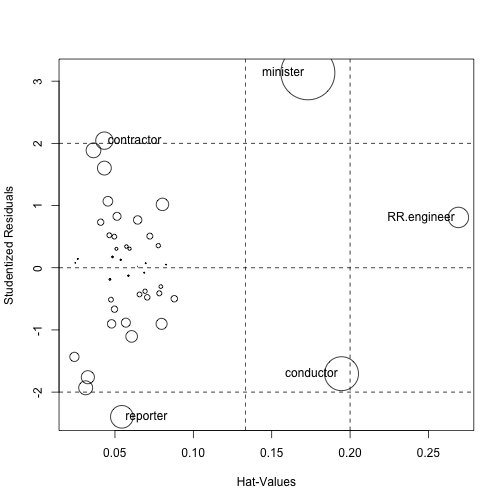 3
minister
contractor
2
1
RR.engineer
0
-1
conductor
-2
reporter
Studentized Residuals
0.05 0.10 0.15 0.20 0.25
Hat-Values